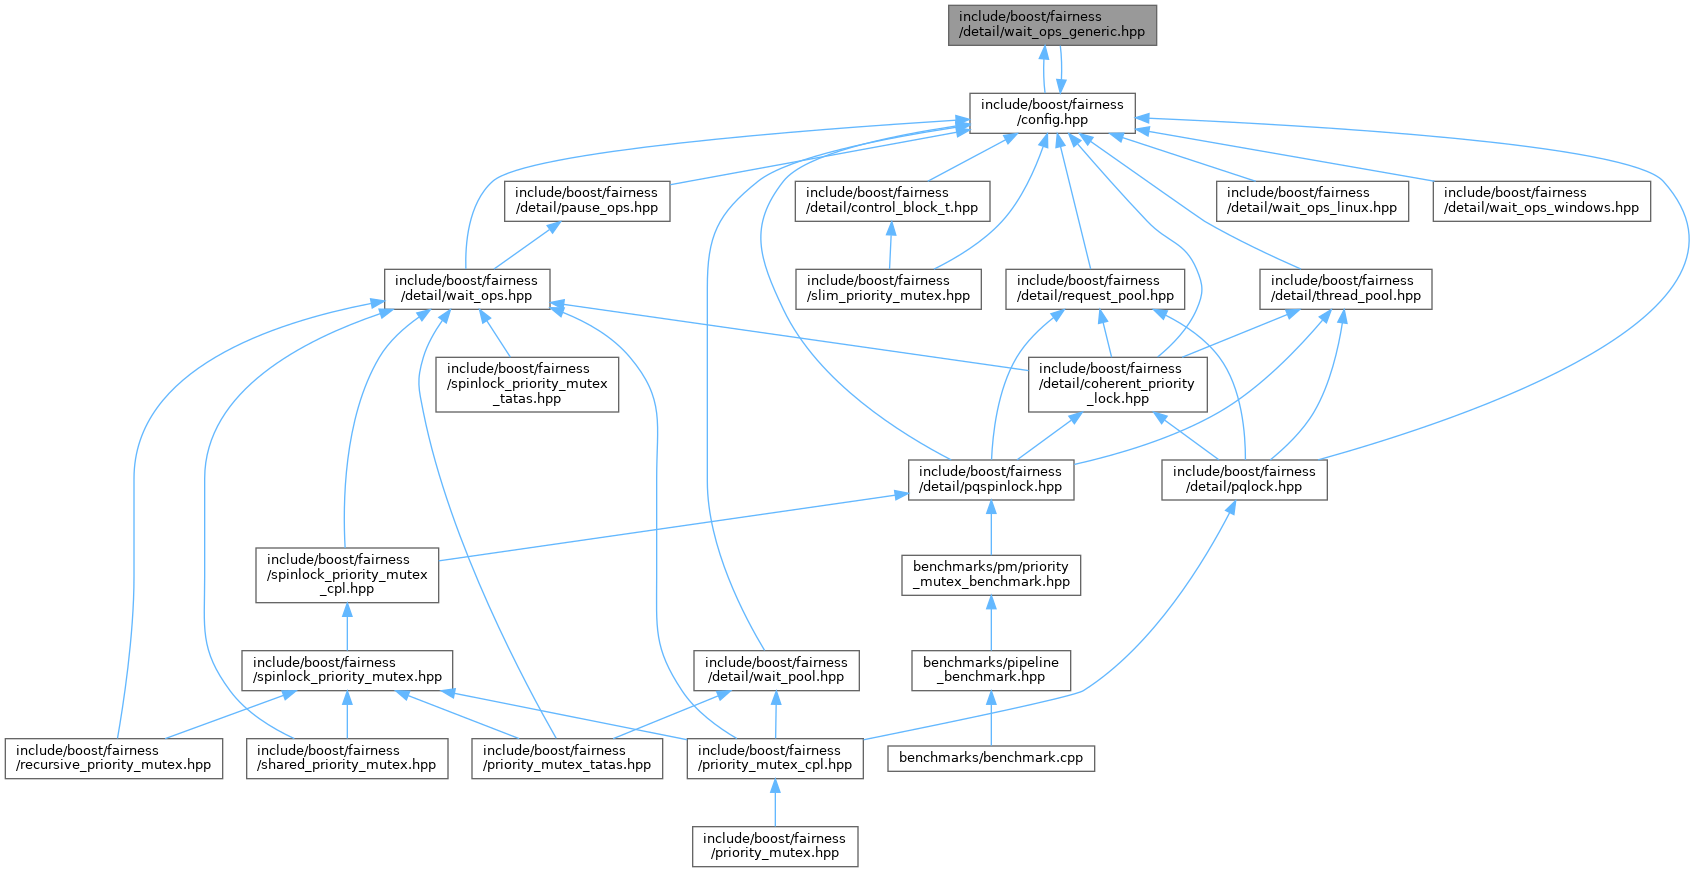 include/boost/fairness
/detail/wait_ops_generic.hpp
include/boost/fairness
/config.hpp
include/boost/fairness
/detail/pause_ops.hpp
include/boost/fairness
/detail/control_block_t.hpp
include/boost/fairness
/detail/wait_ops_linux.hpp
include/boost/fairness
/detail/wait_ops_windows.hpp
include/boost/fairness
/detail/wait_ops.hpp
include/boost/fairness
/slim_priority_mutex.hpp
include/boost/fairness
/detail/request_pool.hpp
include/boost/fairness
/detail/thread_pool.hpp
include/boost/fairness
/spinlock_priority_mutex
_tatas.hpp
include/boost/fairness
/detail/coherent_priority
_lock.hpp
include/boost/fairness
/detail/pqspinlock.hpp
include/boost/fairness
/detail/pqlock.hpp
include/boost/fairness
/spinlock_priority_mutex
_cpl.hpp
benchmarks/pm/priority
_mutex_benchmark.hpp
include/boost/fairness
/spinlock_priority_mutex.hpp
include/boost/fairness
/detail/wait_pool.hpp
benchmarks/pipeline
_benchmark.hpp
include/boost/fairness
/recursive_priority_mutex.hpp
include/boost/fairness
/shared_priority_mutex.hpp
include/boost/fairness
/priority_mutex_tatas.hpp
include/boost/fairness
/priority_mutex_cpl.hpp
benchmarks/benchmark.cpp
include/boost/fairness
/priority_mutex.hpp